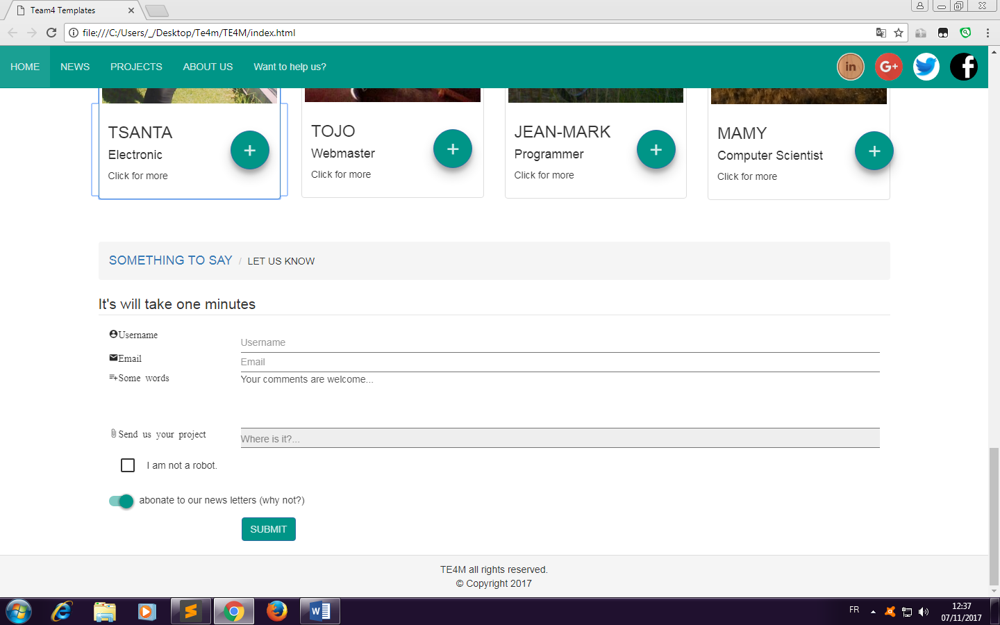 Team4 Templates
file:///C:/Users/_/Desktop/Te4m/TE4M/index.html
HOME NEWS PROJECTS ABOUT US Want to help us? in G+ f
TSANTA
Electronic
Click for more
+
TOJO
Webmaster
Click for more
+
JEAN-MARK
Programmer
Click for more
+
MAMY
Computer Scientist
Click for more
+
SOMETHING TO SAY / LET US KNOW
It's will take one minutes
Username Username
Email Email
Some words Your comments are welcome...
Send us your project Where is it?...
I am not a robot.
abonate to our news letters (why not?)
SUBMIT
TE4M all rights reserved.
© Copyright 2017
FR 12:37
07/11/2017